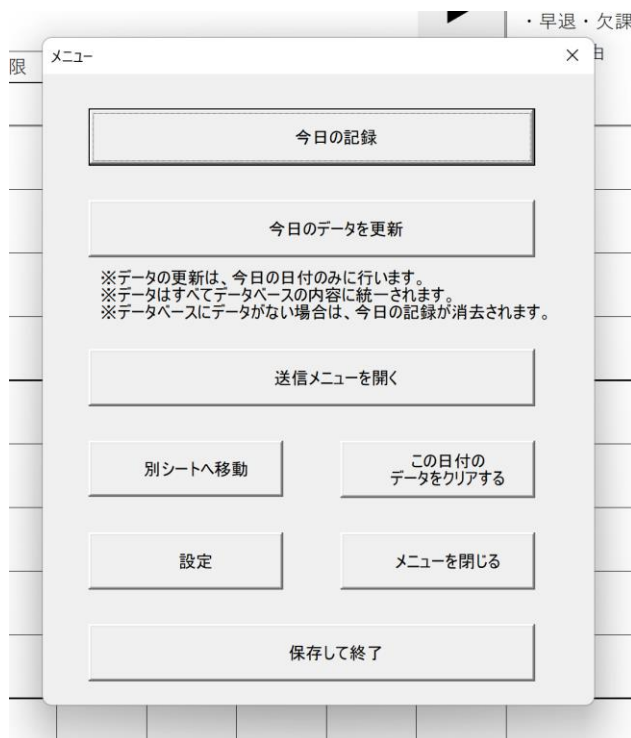 ・早退・欠課
限
由
メニュー
今日の記録
今日のデータを更新
※データの更新は、今日の日付のみに行います。
※データはすべてデータベースの内容に統一されます。
※データベースにデータがない場合は、今日の記録が消去されます。
送信メニューを開く
別シートへ移動
この日付の
データをクリアする
設定
メニューを閉じる
保存して終了